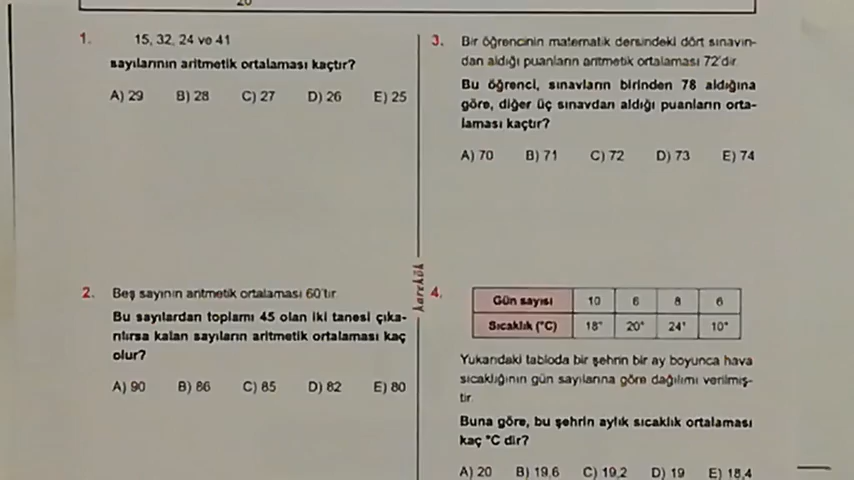 20
1. 15, 32, 24 ve 41
sayılarının aritmetik ortalaması kaçtır?
A) 29 B) 28 C) 27 D) 26 E) 25
2. Beş sayının aritmetik ortalaması 60'tır.
Bu sayılardan toplamı 45 olan iki tanesi çıka-
rılırsa kalan sayıların aritmetik ortalaması kaç
olur?
A) 90 B) 86 C) 85 D) 82 E) 80
karekök
3. Bir öğrencinin matematik dersindeki dört sınavın-
dan aldığı puanların aritmetik ortalaması 72'dir.
Bu öğrenci, sınavların birinden 78 aldığına
göre, diğer üç sınavdan aldığı puanların orta-
laması kaçtır?
A) 70 B) 71 C) 72 D) 73 E) 74
4.
Gün sayısı 10 6 8 6
Sıcaklık (°C) 18° 20° 24° 10°
Yukarıdaki tabloda bir şehrin bir ay boyunca hava
sıcaklığının gün sayılarına göre dağılımı verilmiş-
tir.
Buna göre, bu şehrin aylık sıcaklık ortalaması
kaç °C dir?
A) 20 B) 19,6 C) 19,2 D) 19 E) 18,4